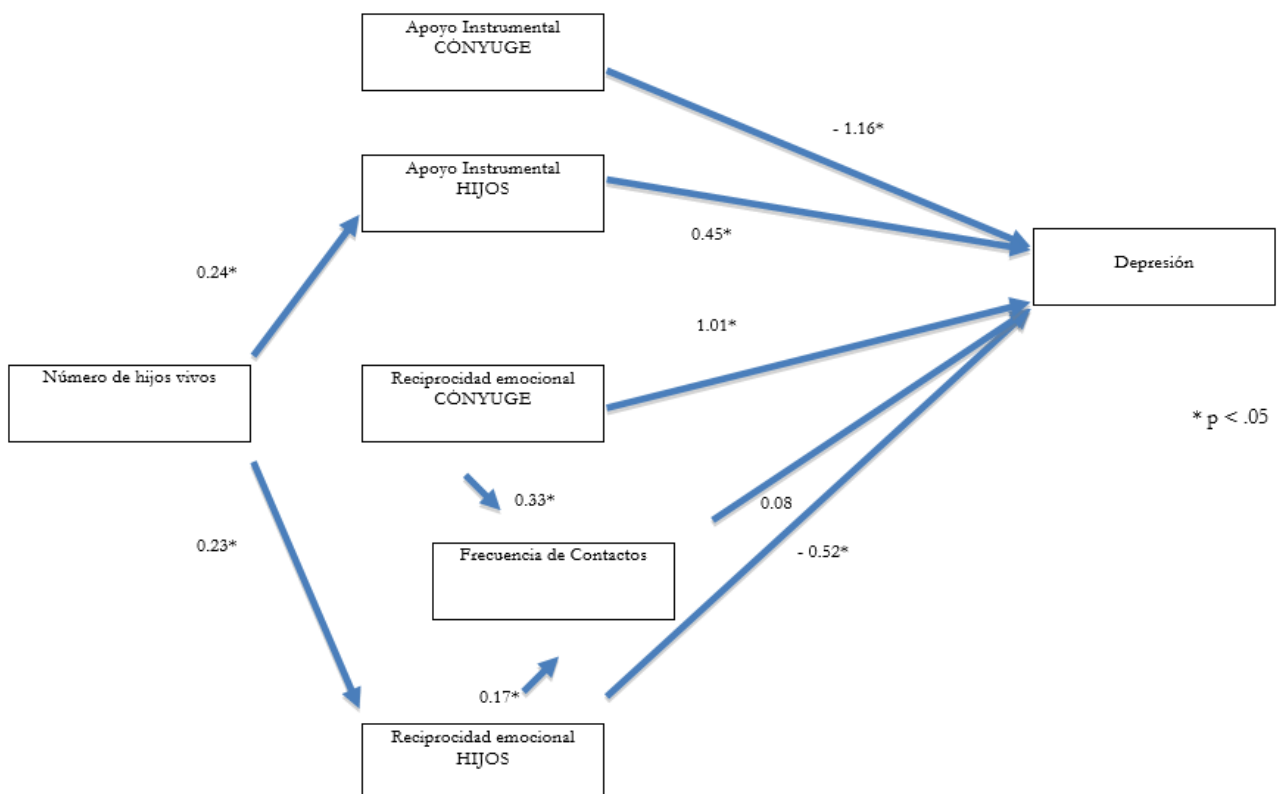 Apoyo Instrumental
CÓNYUGE
- 1.16*
Apoyo Instrumental
HIJOS
0.45*
Depresión
0.24*
1.01*
Número de hijos vivos
Reciprocidad emocional
CÓNYUGE
* p < .05
0.33*
0.08
0.23*
Frecuencia de Contactos
- 0.52*
0.17*
Reciprocidad emocional
HIJOS